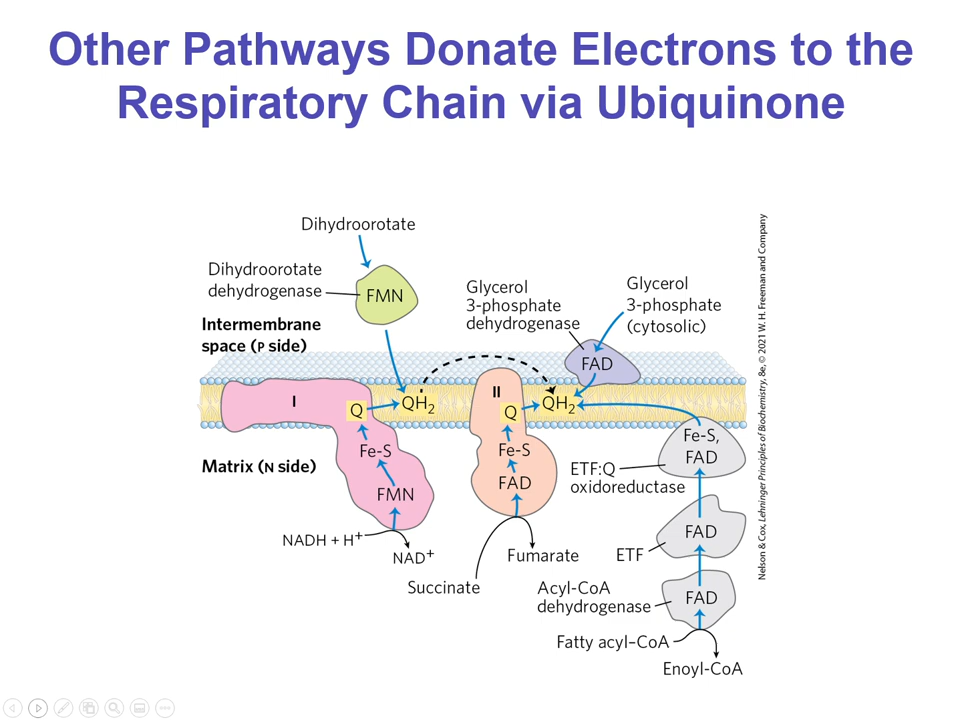 Other Pathways Donate Electrons to the
Respiratory Chain via Ubiquinone
Dihydroorotate
Dihydroorotate
dehydrogenase
FMN
Glycerol
3-phosphate
dehydrogenase
Glycerol
3-phosphate
(cytosolic)
Intermembrane
space (P side)
FAD
I
Q
QH2
II
Q
QH2
Fe-S
Fe-S
Fe-S,
FAD
Matrix (N side)
FMN
FAD
ETF:Q
oxidoreductase
NADH + H+
NAD+
Succinate
Fumarate
ETF
FAD
Acyl-CoA
dehydrogenase
FAD
Fatty acyl–CoA
Enoyl-CoA
Nelson & Cox, Lehninger Principles of Biochemistry, 8e, © 2021 W. H. Freeman and Company